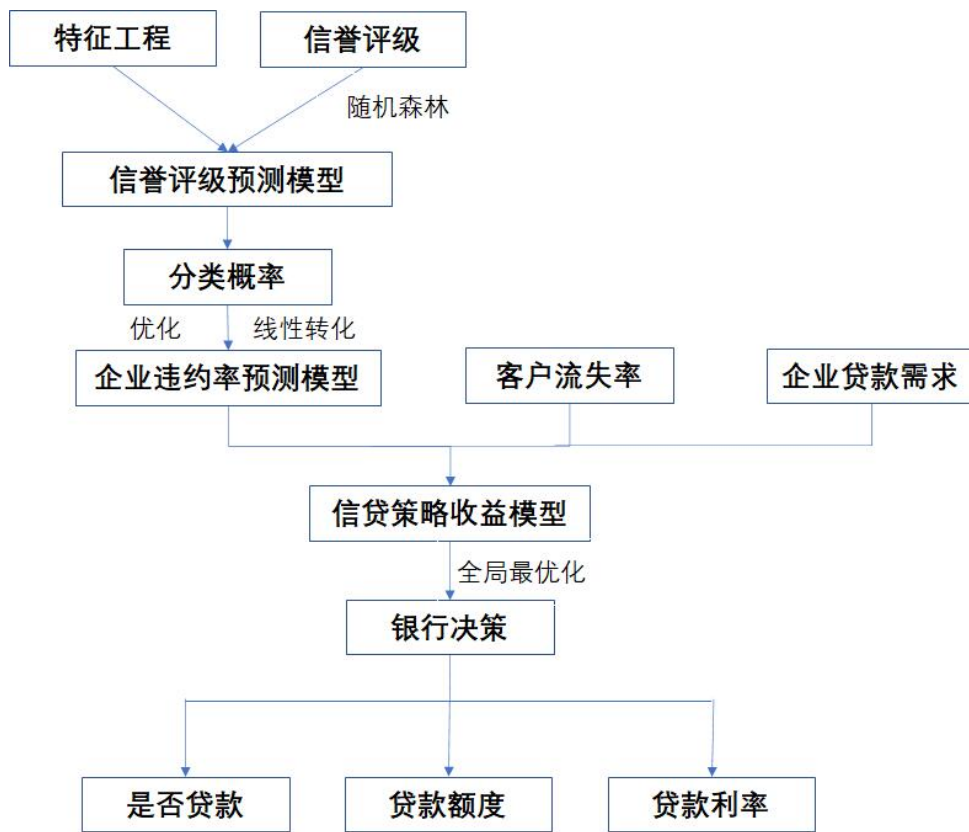 特征工程
信誉评级
随机森林
信誉评级预测模型
分类概率
优化
线性转化
企业违约率预测模型
客户流失率
企业贷款需求
信贷策略收益模型
全局最优化
银行决策
是否贷款
贷款额度
贷款利率